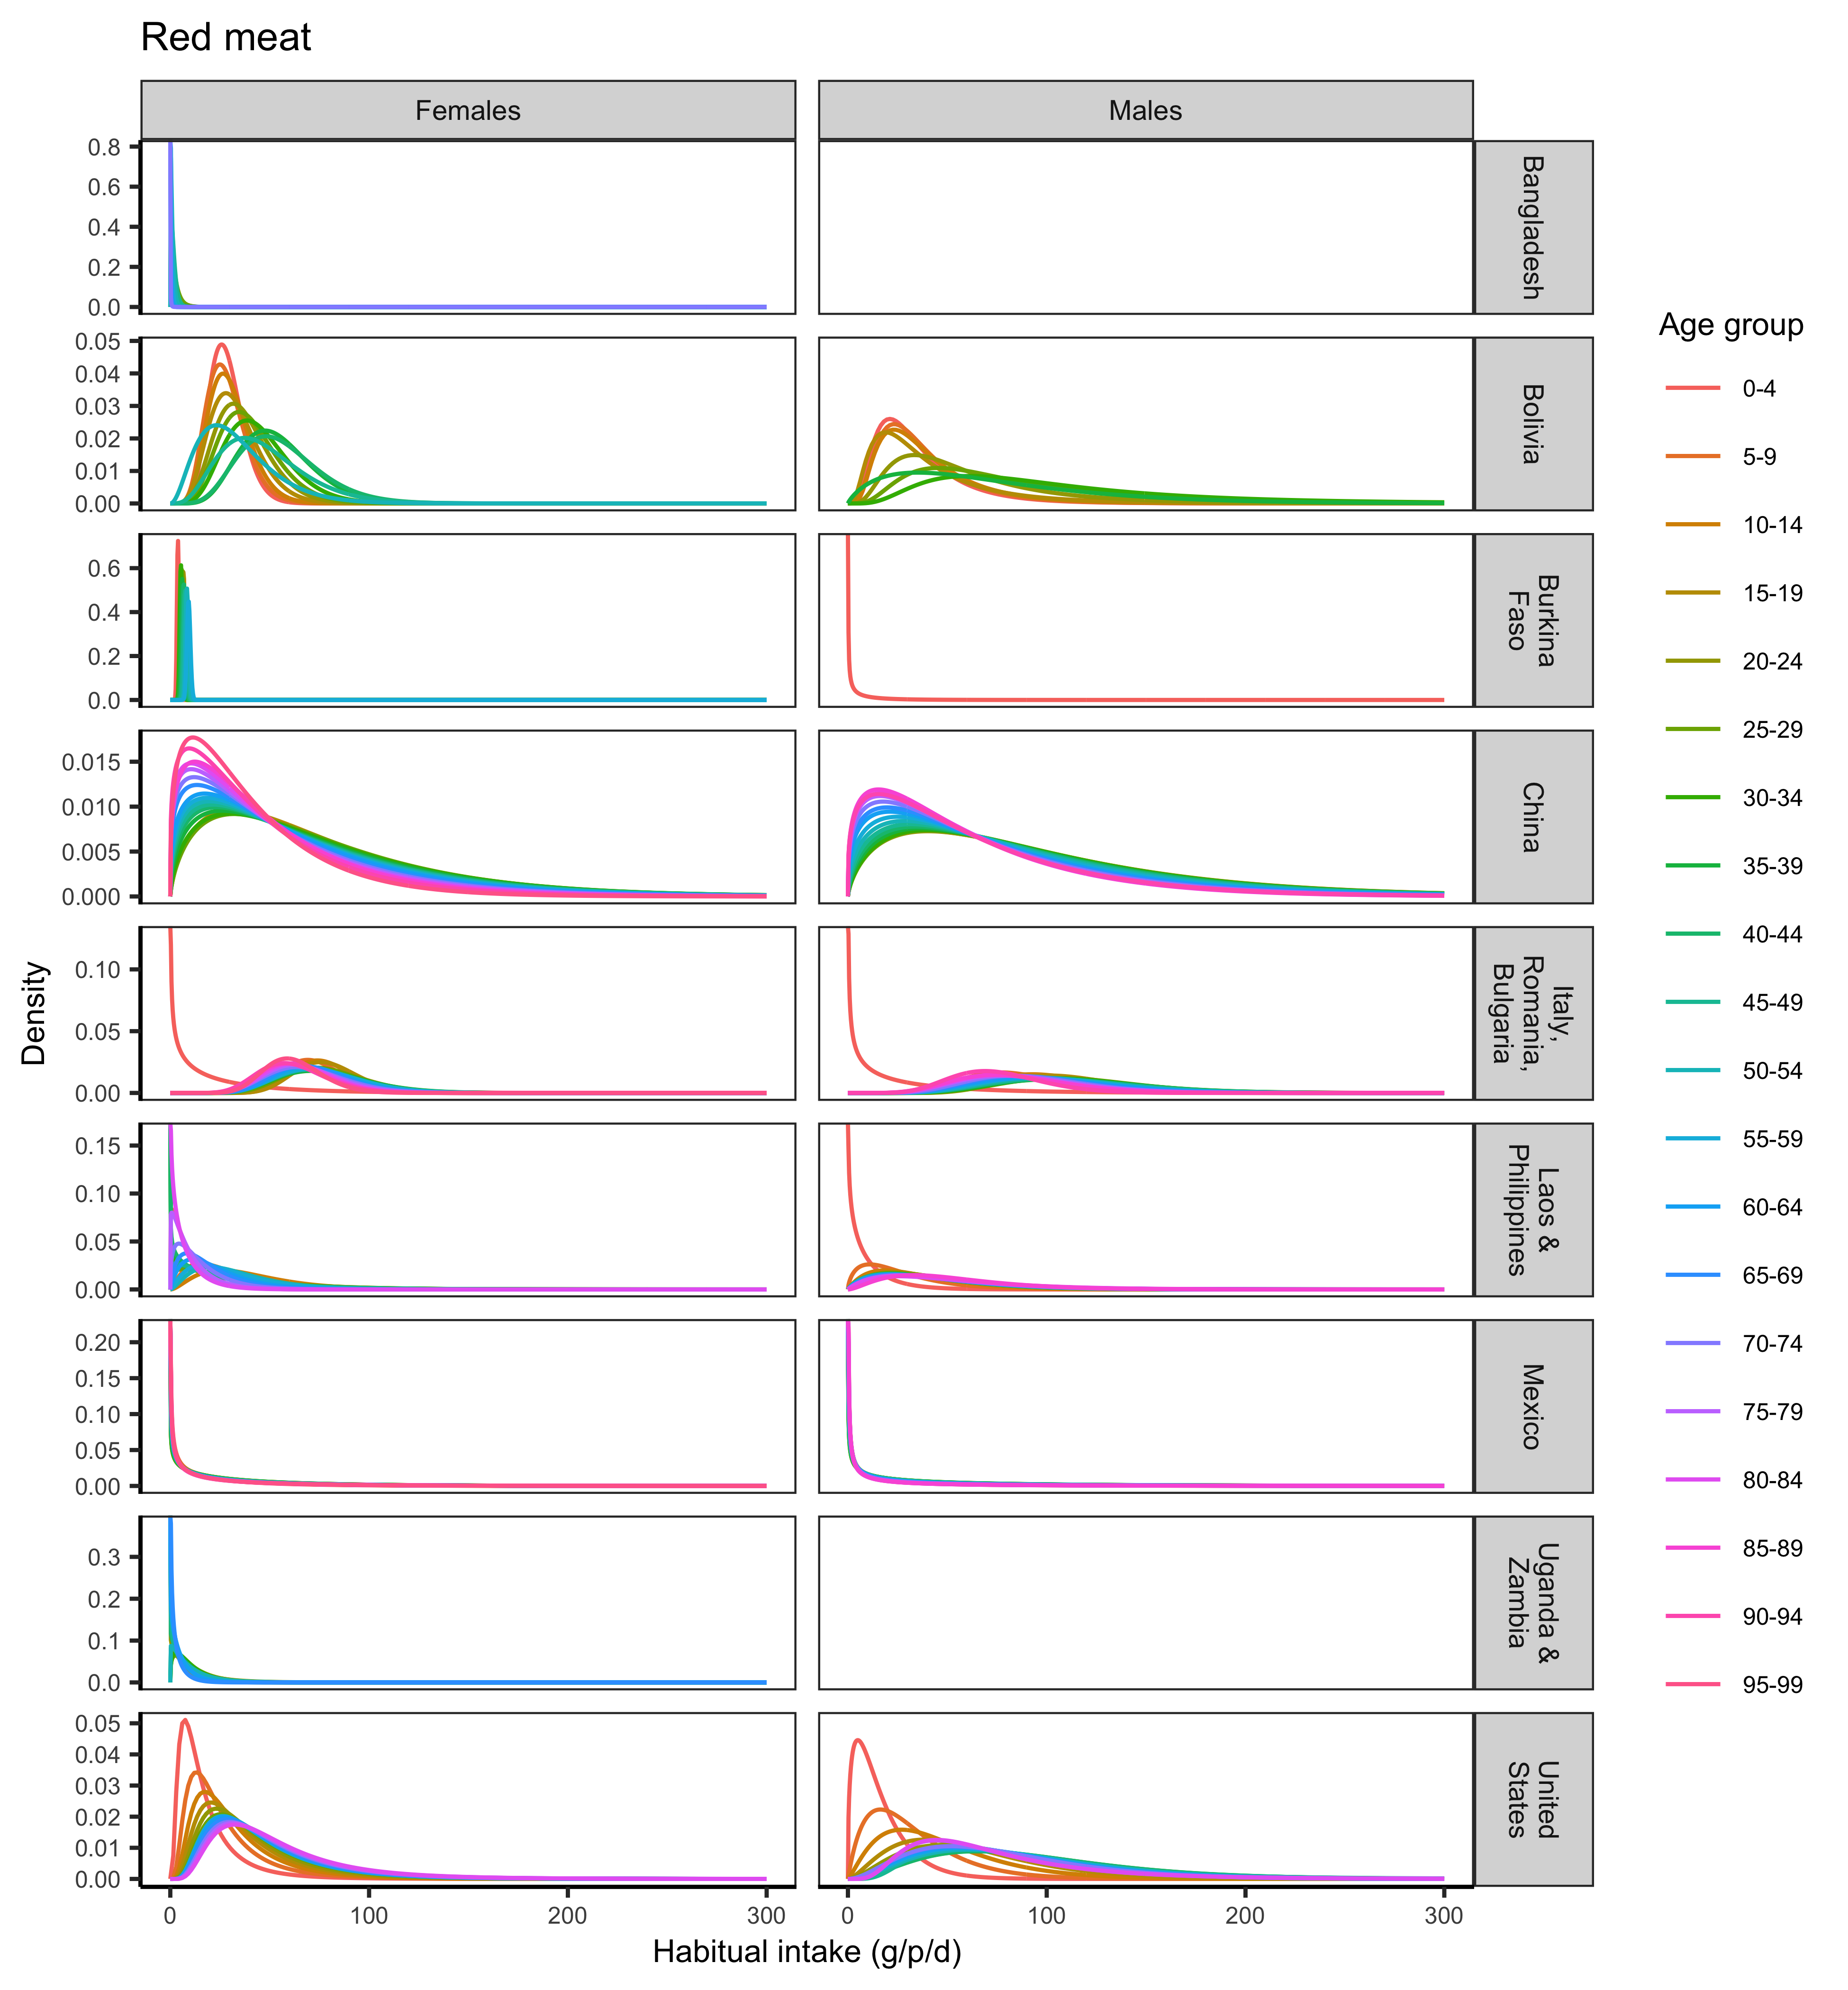 Red meat
Females
Males
0.8
0.6
0.4
0.2
0.0
Bangladesh
0.05
0.04
0.03
0.02
0.01
0.00
Bolivia
0.6
0.4
0.2
0.0
Burkina
Faso
0.015
0.010
0.005
0.000
China
0.10
0.05
0.00
Italy,
Romania,
Bulgaria
0.15
0.10
0.05
0.00
Laos &
Philippines
0.20
0.15
0.10
0.05
0.00
Mexico
0.3
0.2
0.1
0.0
Uganda &
Zambia
0.05
0.04
0.03
0.02
0.01
0.00
United
States
0 100 200 300
0 100 200 300
Habitual intake (g/p/d)
Density
Age group
0-4
5-9
10-14
15-19
20-24
25-29
30-34
35-39
40-44
45-49
50-54
55-59
60-64
65-69
70-74
75-79
80-84
85-89
90-94
95-99